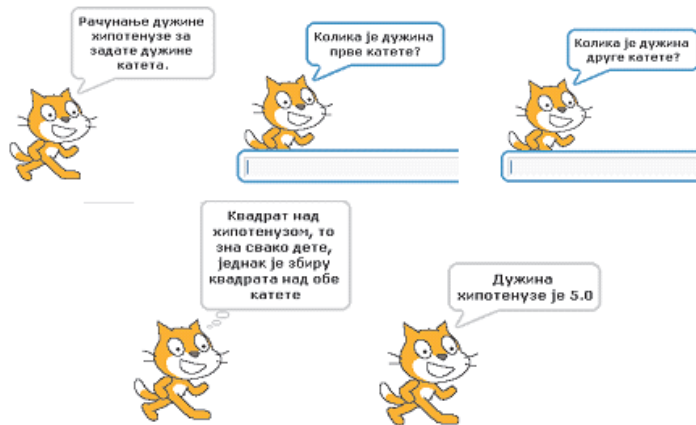 Рачунање дужине
хипотенузе за
задате дужине
катета.
Колика је дужина
прве катете?
Колика је дужина
друге катете?
Квадрат над
хипотенузом, то
зна свако дете,
једнак је збиру
квадрата над обе
катете
Дужина
хипотенузе је 5.0